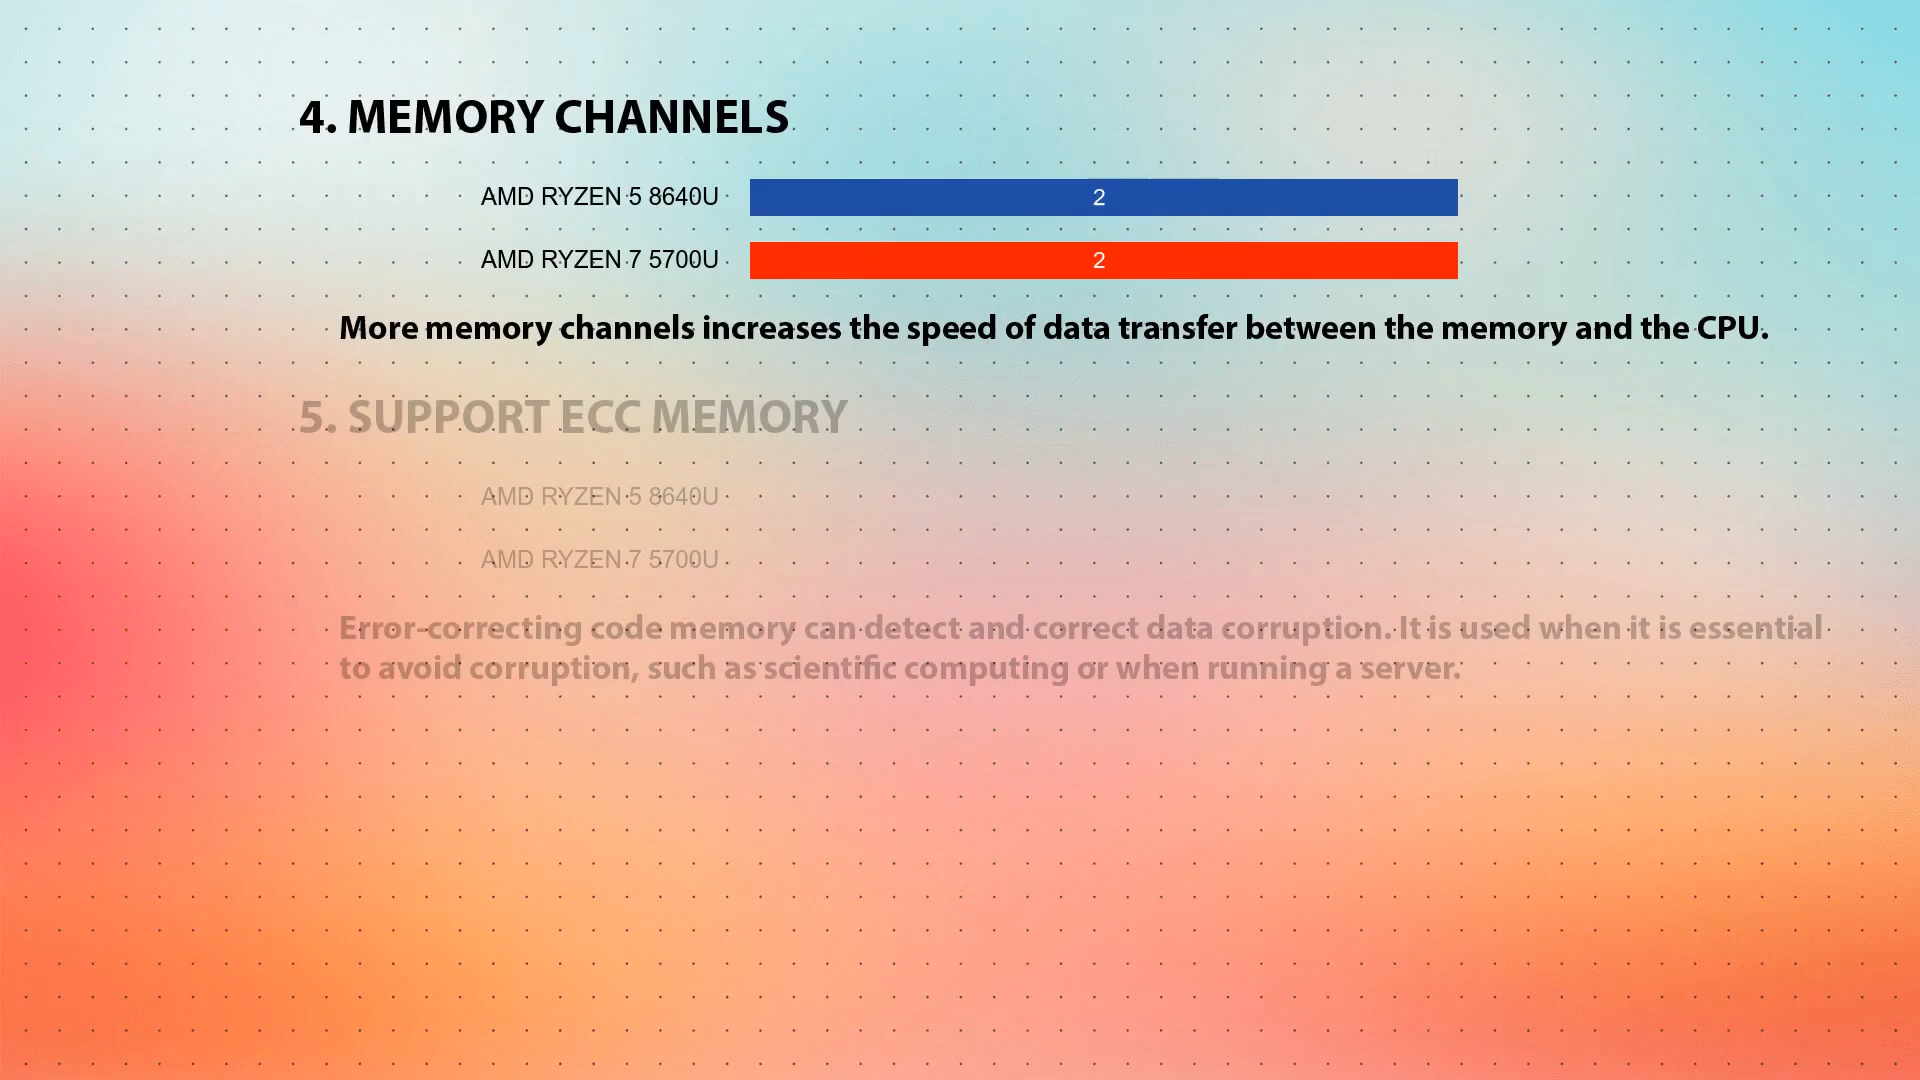 4. MEMORY CHANNELS
AMD RYZEN 5 8640U
2
AMD RYZEN 7 5700U
2
More memory channels increases the speed of data transfer between the memory and the CPU.
5. SUPPORT ECC MEMORY
AMD RYZEN 5 8640U
AMD RYZEN 7 5700U
Error-correcting code memory can detect and correct data corruption. It is used when it is essential
to avoid corruption, such as scientific computing or when running a server.